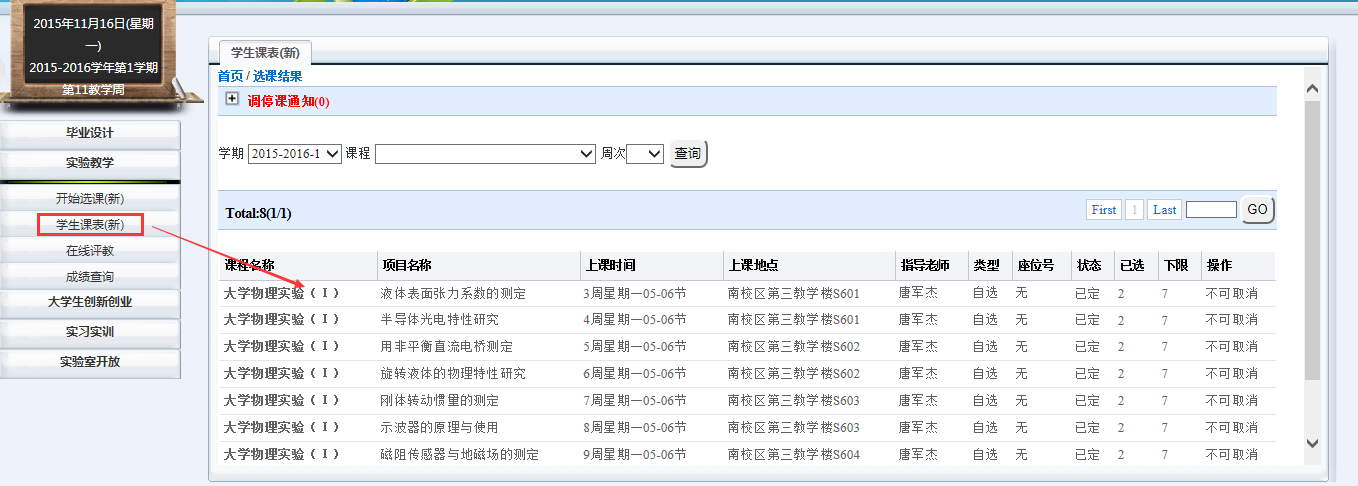 2015年11月16日(星期
一)
2015-2016学年第1学期
第11教学周
毕业设计
实验教学
开始选课(新)
学生课表(新)
在线评教
成绩查询
大学生创新创业
实习实训
实验室开放
学生课表(新)
首页 / 选课结果
调停课通知(0)
学期 2015-2016-1 课程 周次 查询
Total:8(1/1) First 1 Last GO
课程名称 项目名称 上课时间 上课地点 指导老师 类型 座位号 状态 已选 下限 操作
大学物理实验（Ⅰ） 液体表面张力系数的测定 3周星期一05-06节 南校区第三教学楼S601 唐军杰 自选 无 已定 2 7 不可取消
大学物理实验（Ⅰ） 半导体光电特性研究 4周星期一05-06节 南校区第三教学楼S601 唐军杰 自选 无 已定 2 7 不可取消
大学物理实验（Ⅰ） 用非平衡直流电桥测定 5周星期一05-06节 南校区第三教学楼S602 唐军杰 自选 无 已定 2 7 不可取消
大学物理实验（Ⅰ） 旋转液体的物理特性研究 6周星期一05-06节 南校区第三教学楼S602 唐军杰 自选 无 已定 2 7 不可取消
大学物理实验（Ⅰ） 刚体转动惯量的测定 7周星期一05-06节 南校区第三教学楼S603 唐军杰 自选 无 已定 2 7 不可取消
大学物理实验（Ⅰ） 示波器的原理与使用 8周星期一05-06节 南校区第三教学楼S603 唐军杰 自选 无 已定 2 7 不可取消
大学物理实验（Ⅰ） 磁阻传感器与地磁场的测定 9周星期一05-06节 南校区第三教学楼S604 唐军杰 自选 无 已定 2 7 不可取消